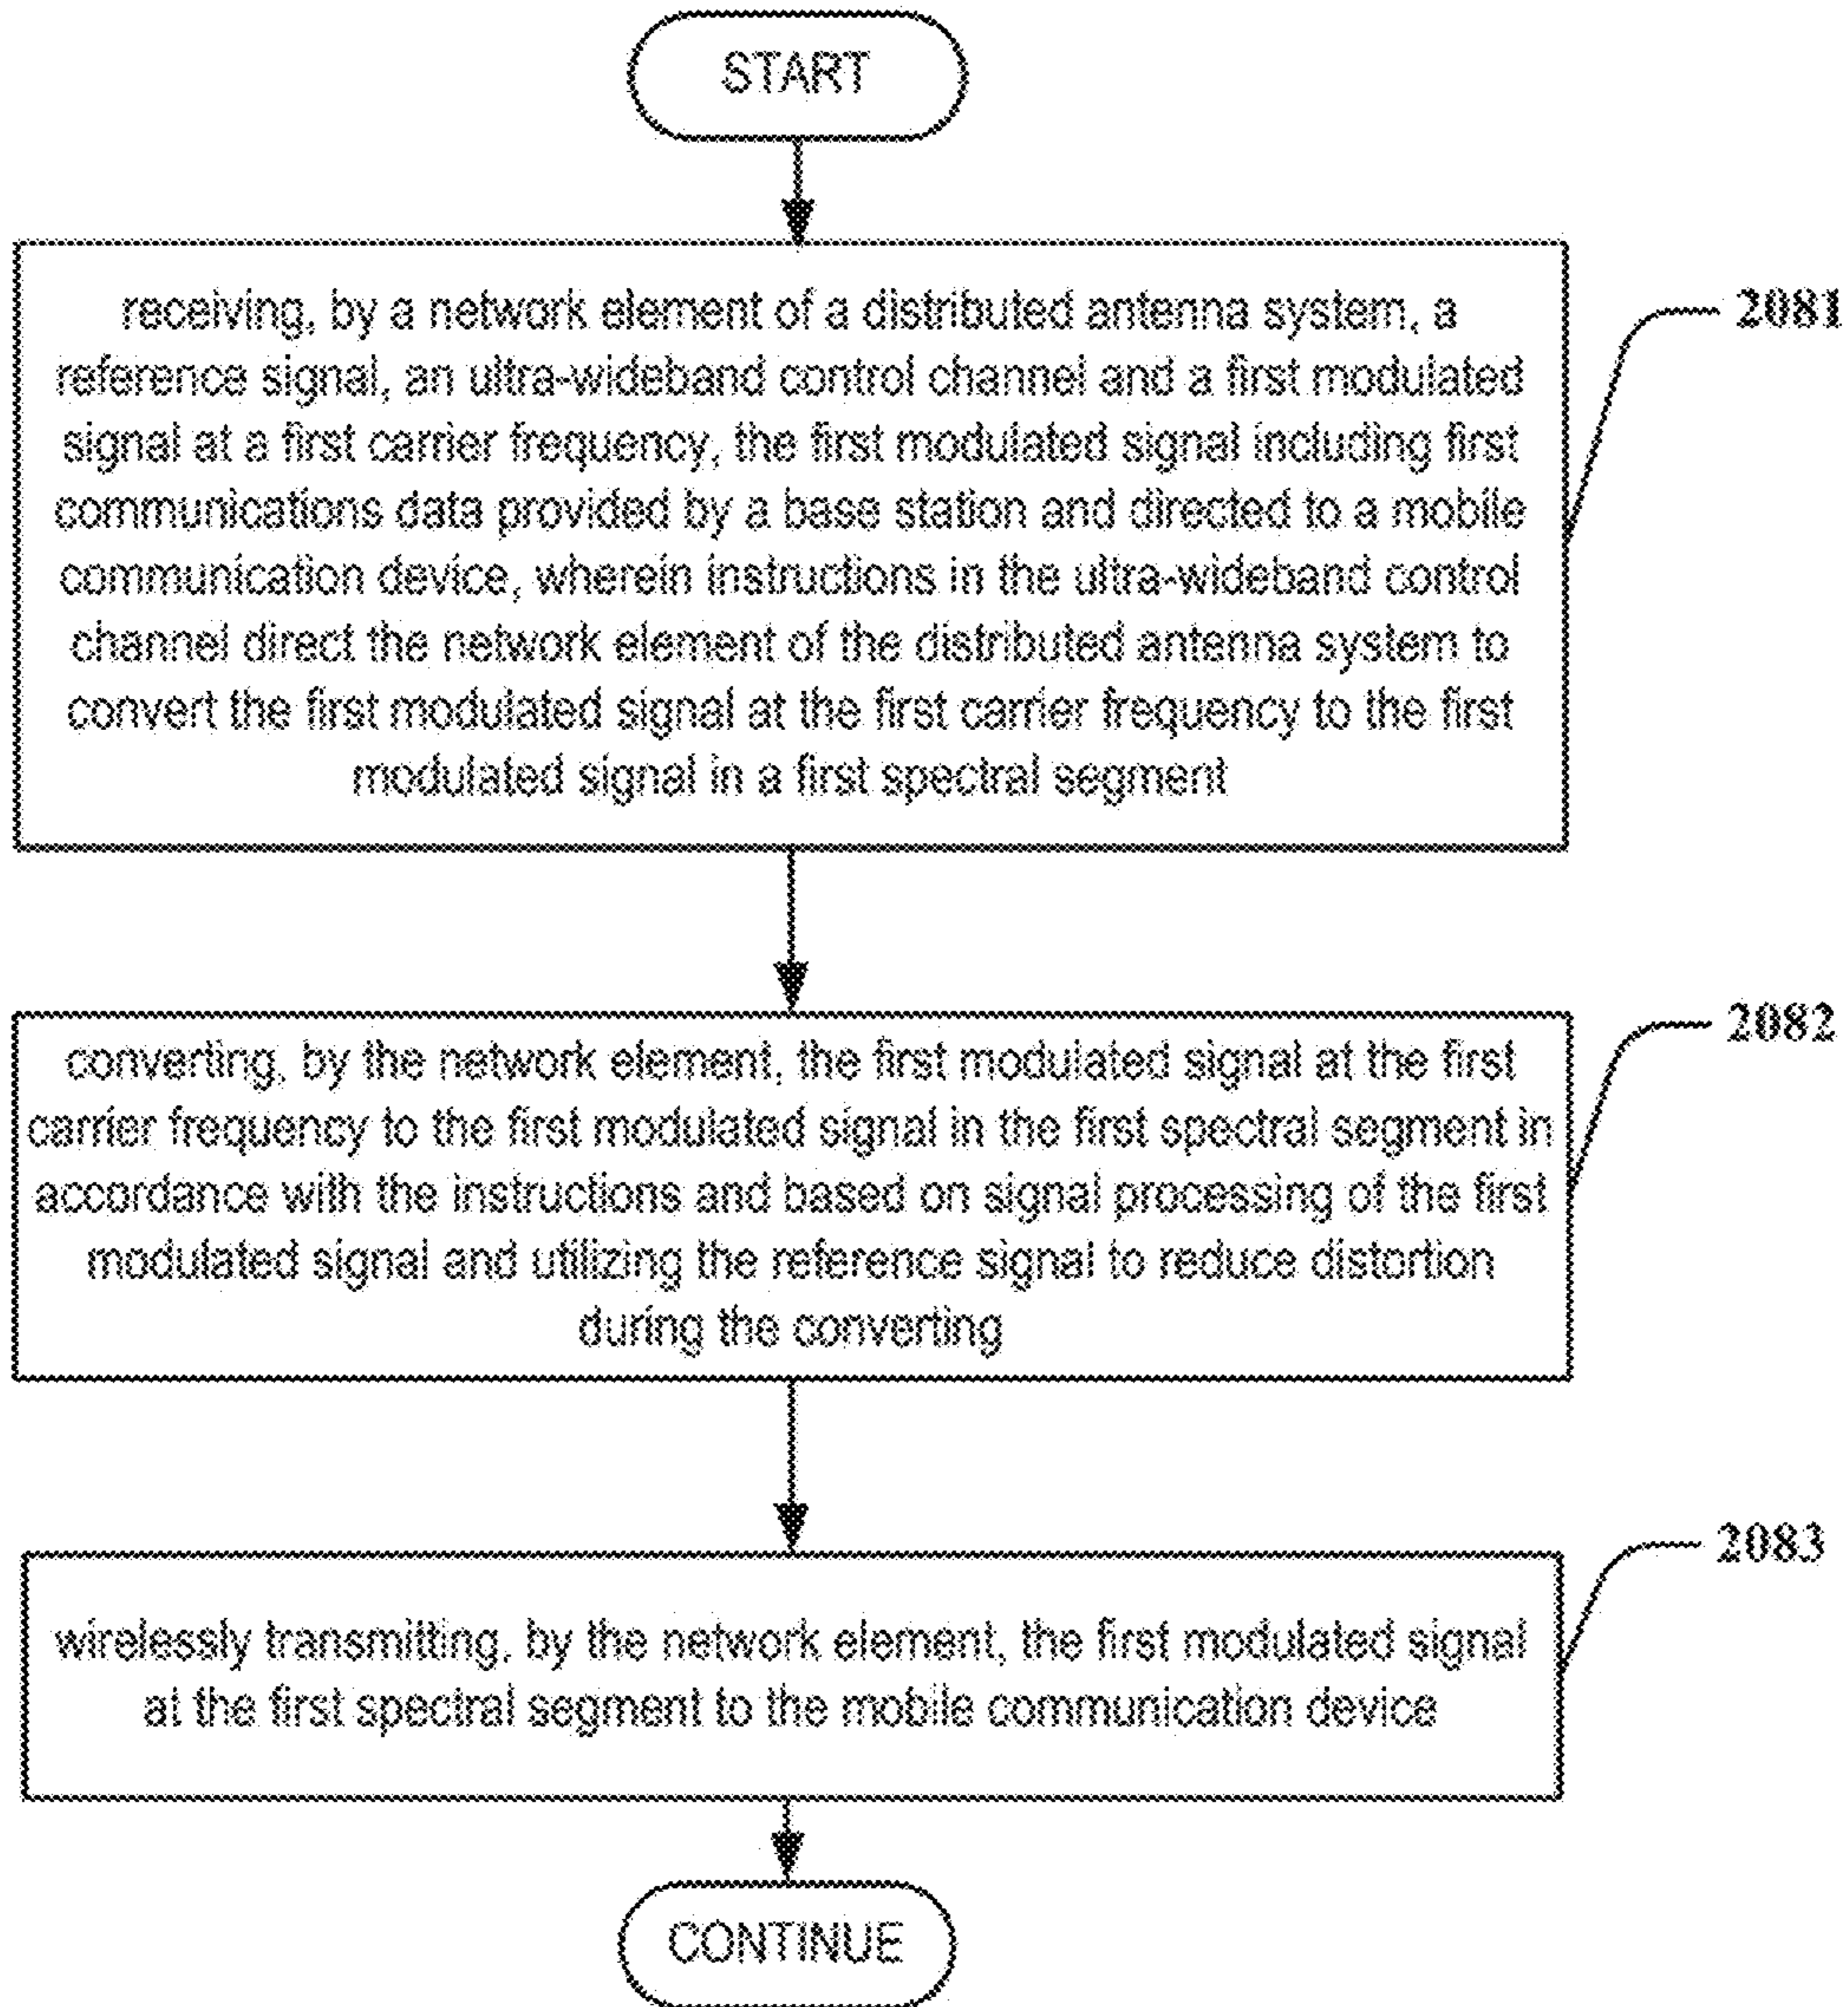 START
receiving, by a network element of a distributed antenna system, a
reference signal, an ultra-wideband control channel and a first modulated
signal at a first carrier frequency, the first modulated signal including first
communications data provided by a base station and directed to a mobile
communication device, wherein instructions in the ultra-wideband control
channel direct the network element of the distributed antenna system to
convert the first modulated signal at the first carrier frequency to the first
modulated signal in a first spectral segment
2081
converting, by the network element, the first modulated signal at the first
carrier frequency to the first modulated signal in the first spectral segment in
accordance with the instructions and based on signal processing of the first
modulated signal and utilizing the reference signal to reduce distortion
during the converting
2082
wirelessly transmitting, by the network element, the first modulated signal
at the first spectral segment to the mobile communication device
2083
CONTINUE